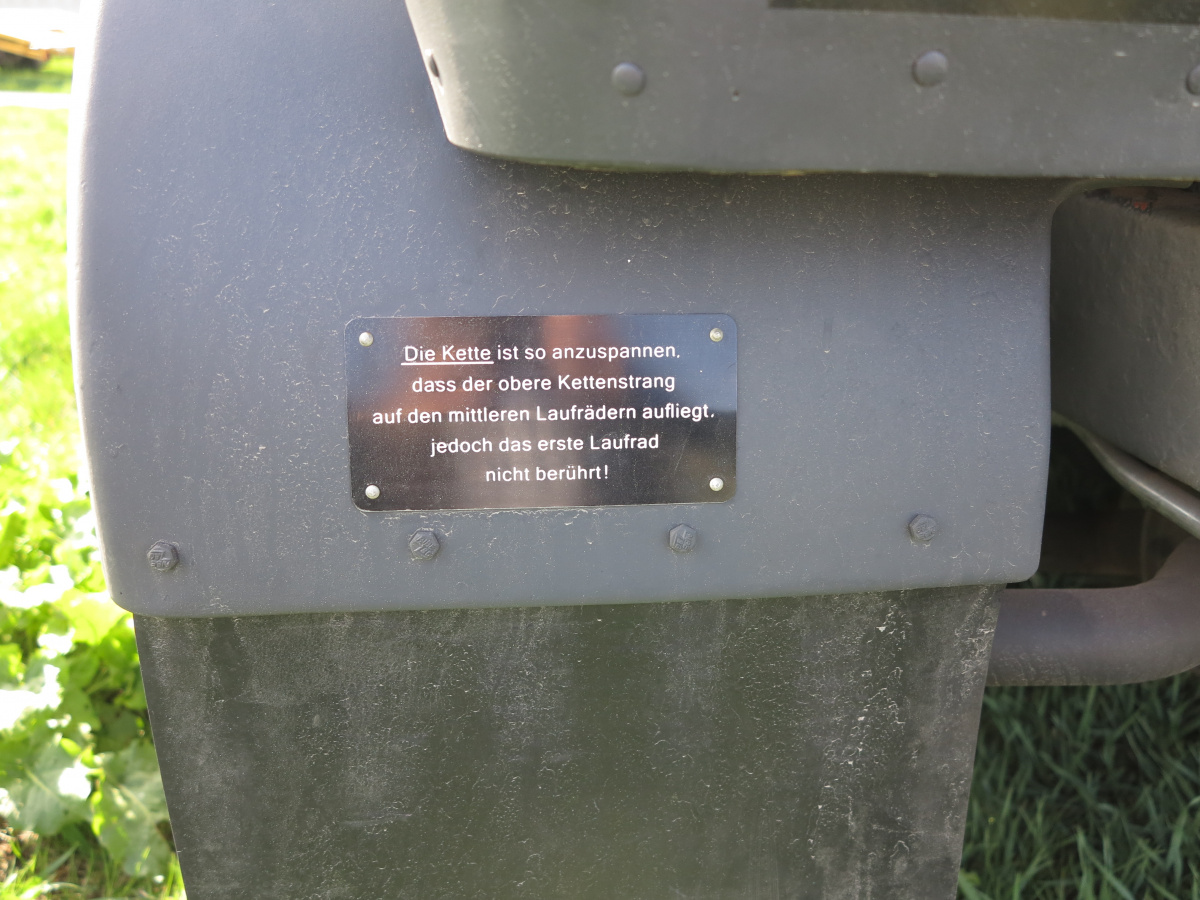 Die Kette ist so anzuspannen,
dass der obere Kettenstrang
auf den mittleren Laufrädern aufliegt,
jedoch das erste Laufrad
nicht berührt!